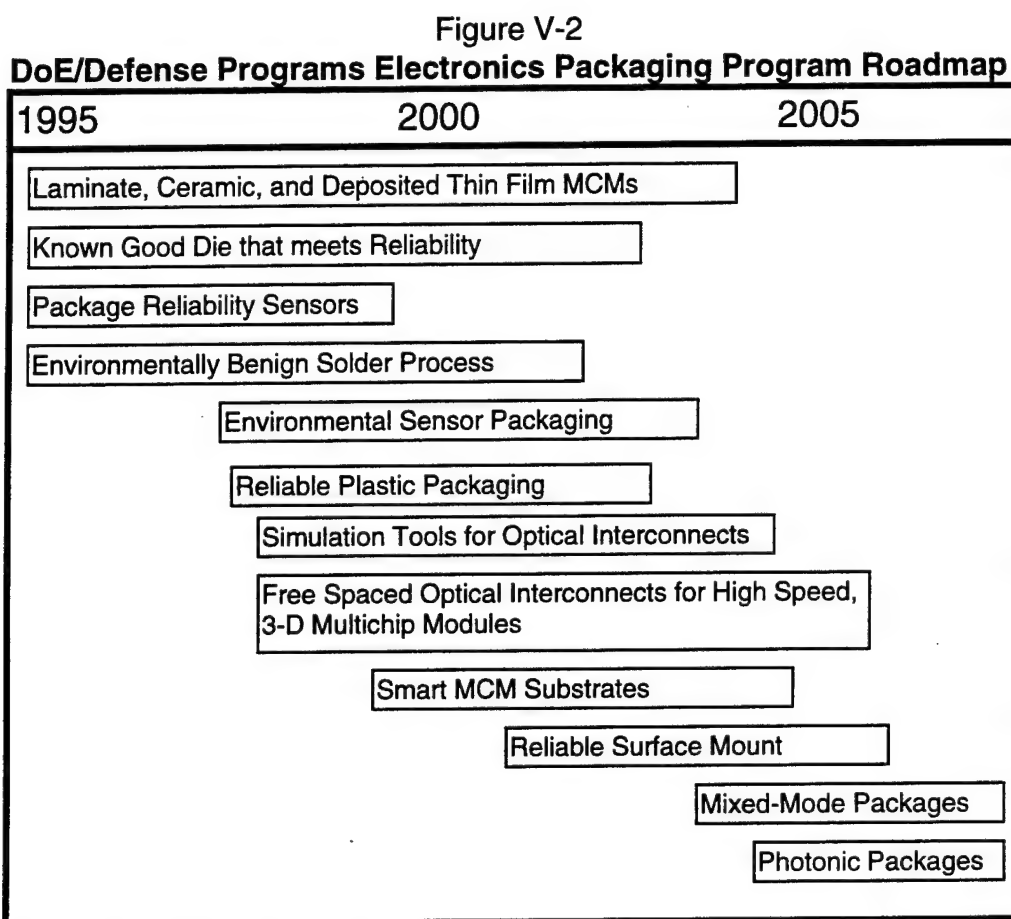 Figure V-2
DoE/Defense Programs Electronics Packaging Program Roadmap
1995 2000 2005
Laminate, Ceramic, and Deposited Thin Film MCMs
Known Good Die that meets Reliability
Package Reliability Sensors
Environmentally Benign Solder Process
Environmental Sensor Packaging
Reliable Plastic Packaging
Simulation Tools for Optical Interconnects
Free Spaced Optical Interconnects for High Speed,
3-D Multichip Modules
Smart MCM Substrates
Reliable Surface Mount
Mixed-Mode Packages
Photonic Packages